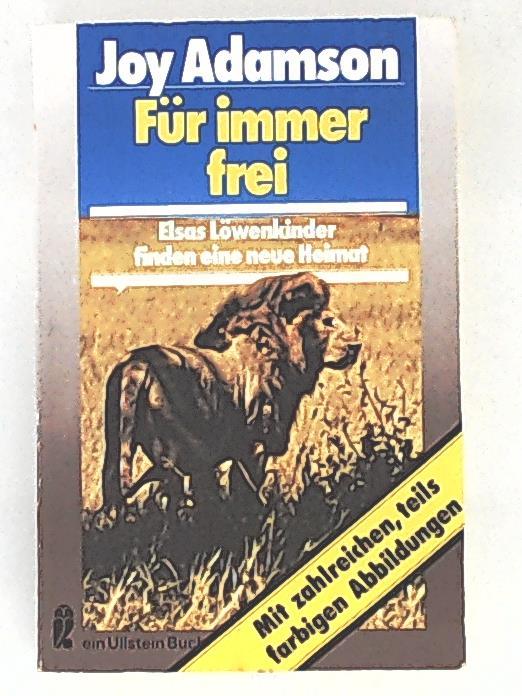 Joy Adamson
Für immer
frei
Elsas Löwenkinder
finden eine neue Heimat
Mit zahlreichen, teils
farbigen Abbildungen
ein Ullstein Buch